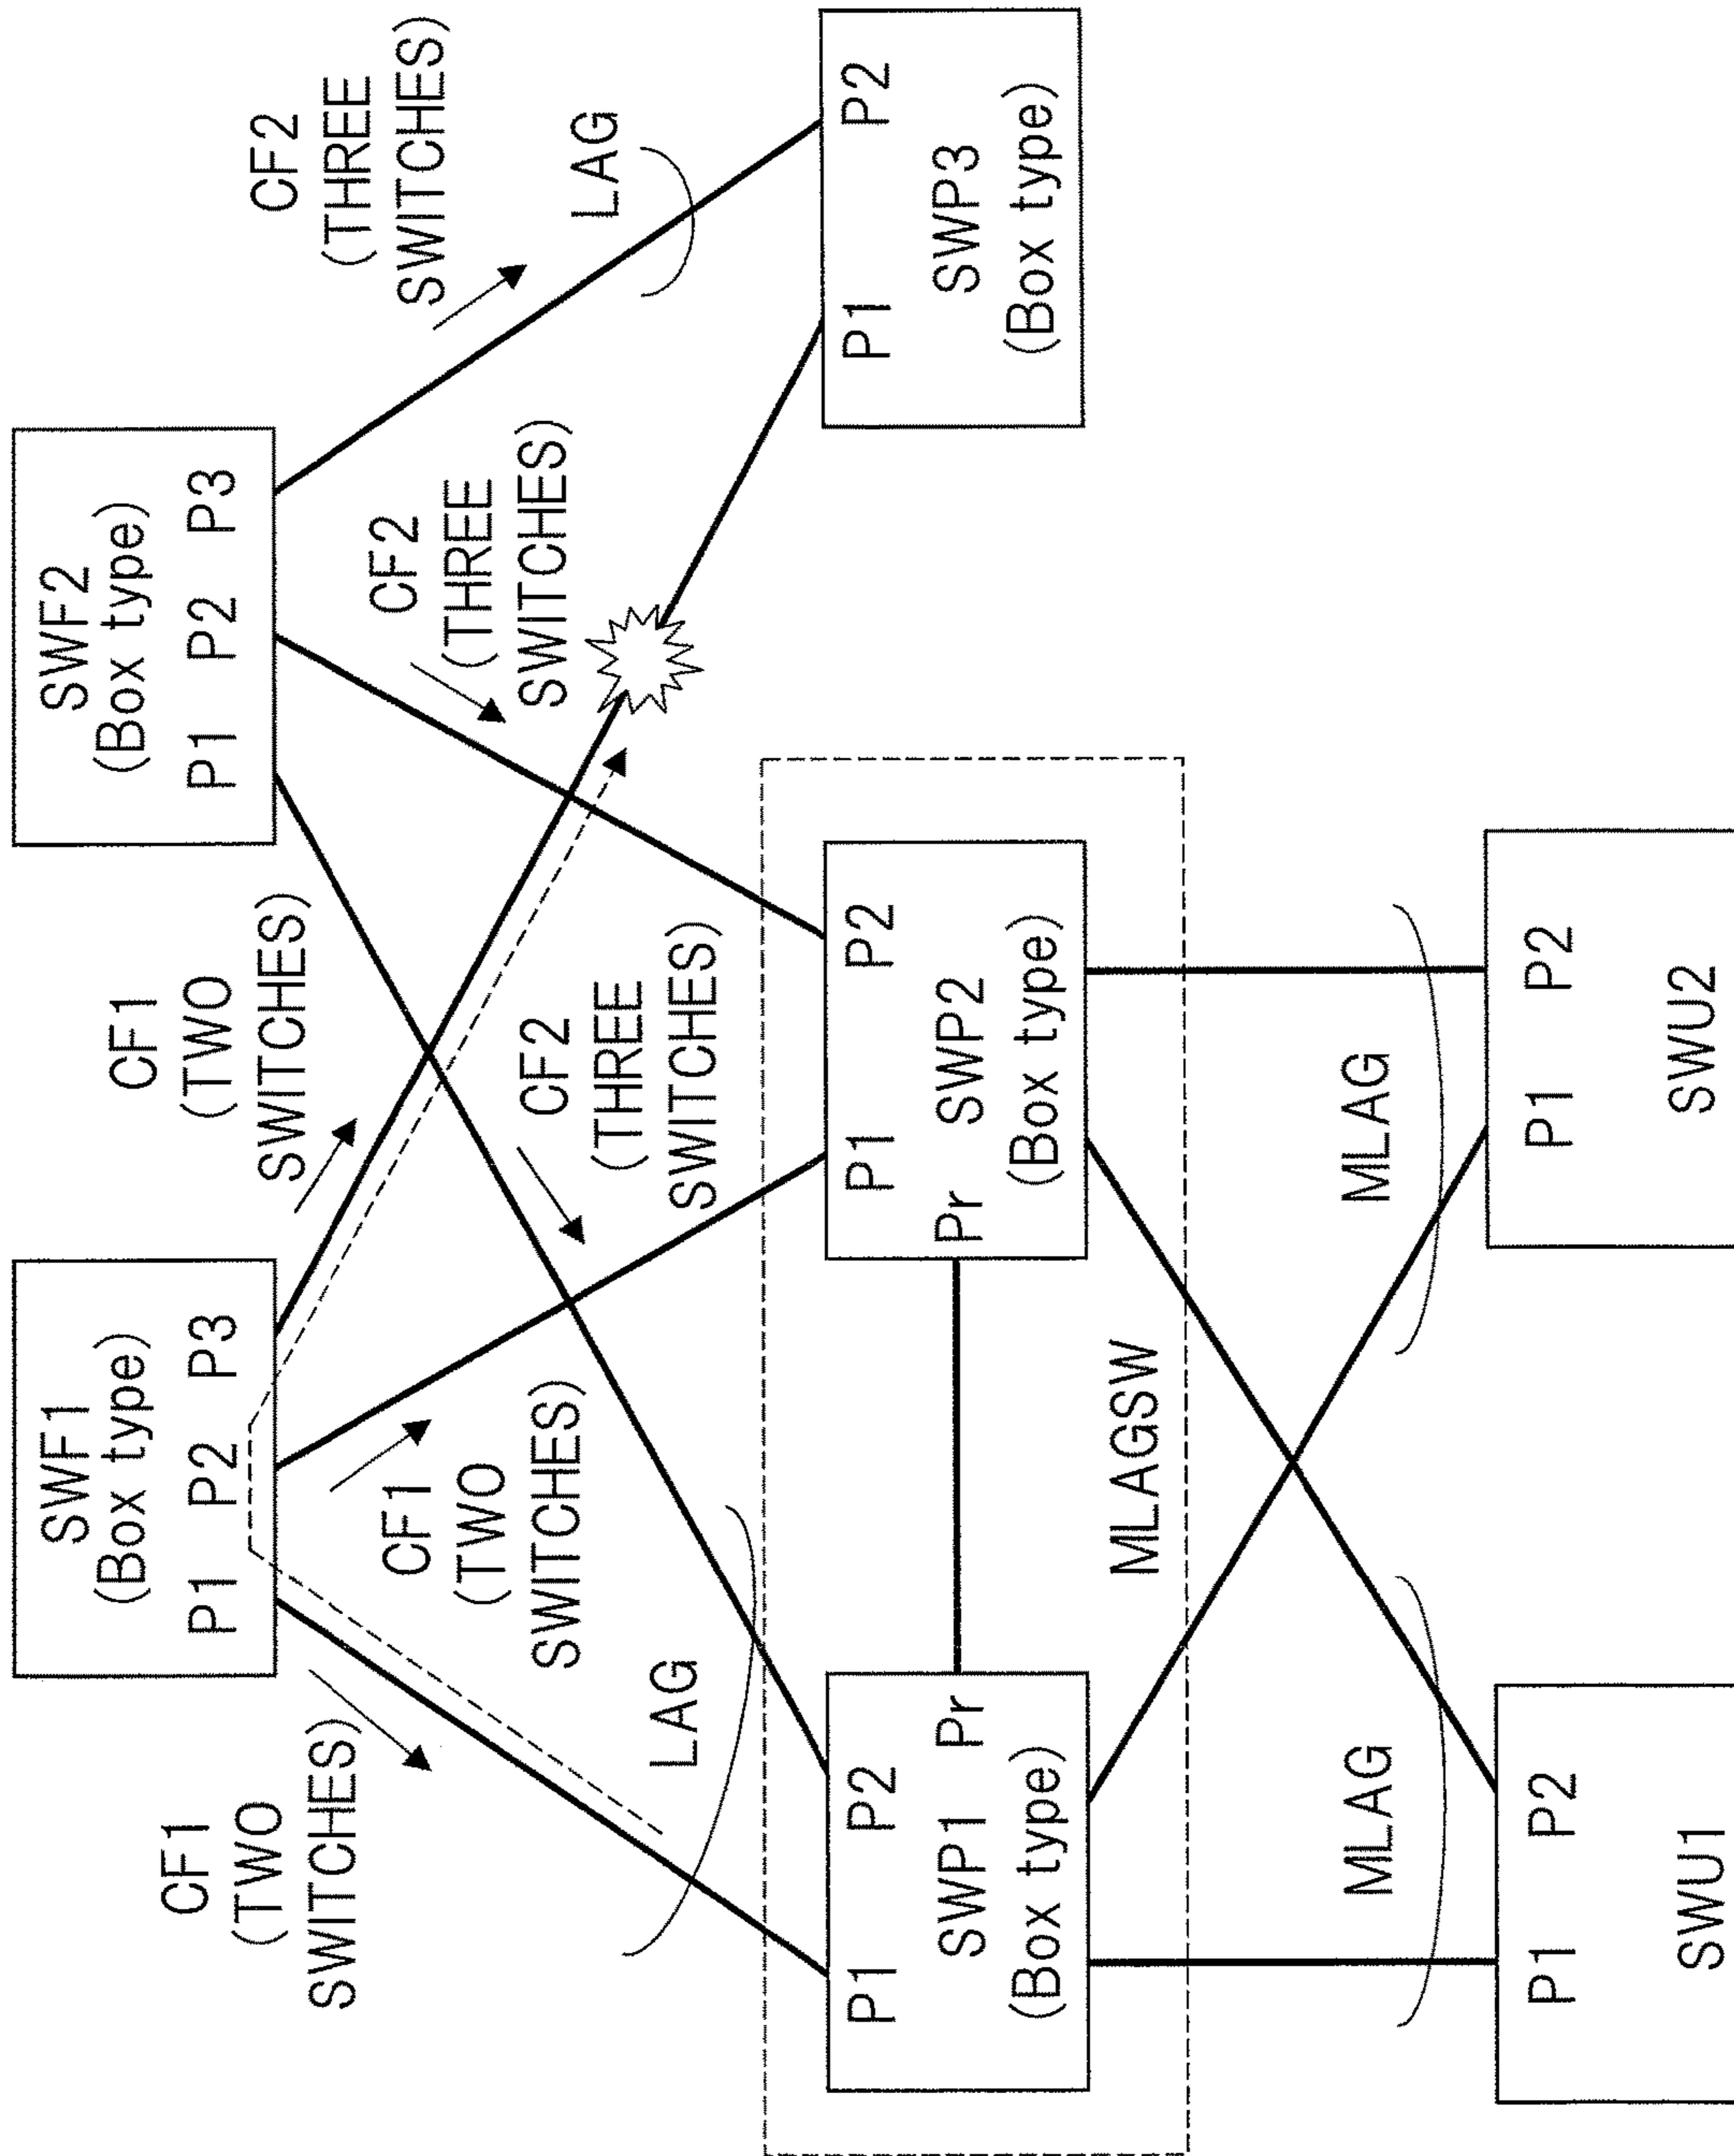 SWF1
(Box type)
P1 P2 P3
SWF2
(Box type)
P1 P2 P3
CF1
(TWO
SWITCHES)
CF1
(TWO
SWITCHES)
CF1
(TWO
SWITCHES)
CF2
(THREE
SWITCHES)
CF2
(THREE
SWITCHES)
CF2
(THREE
SWITCHES)
LAG
LAG
P1 P2
Pr
SWP1
(Box type)
P1 P2
Pr
SWP2
(Box type)
P1 P2
SWP3
(Box type)
MLAGSW
MLAG
MLAG
P1 P2
SWU1
P1 P2
SWU2